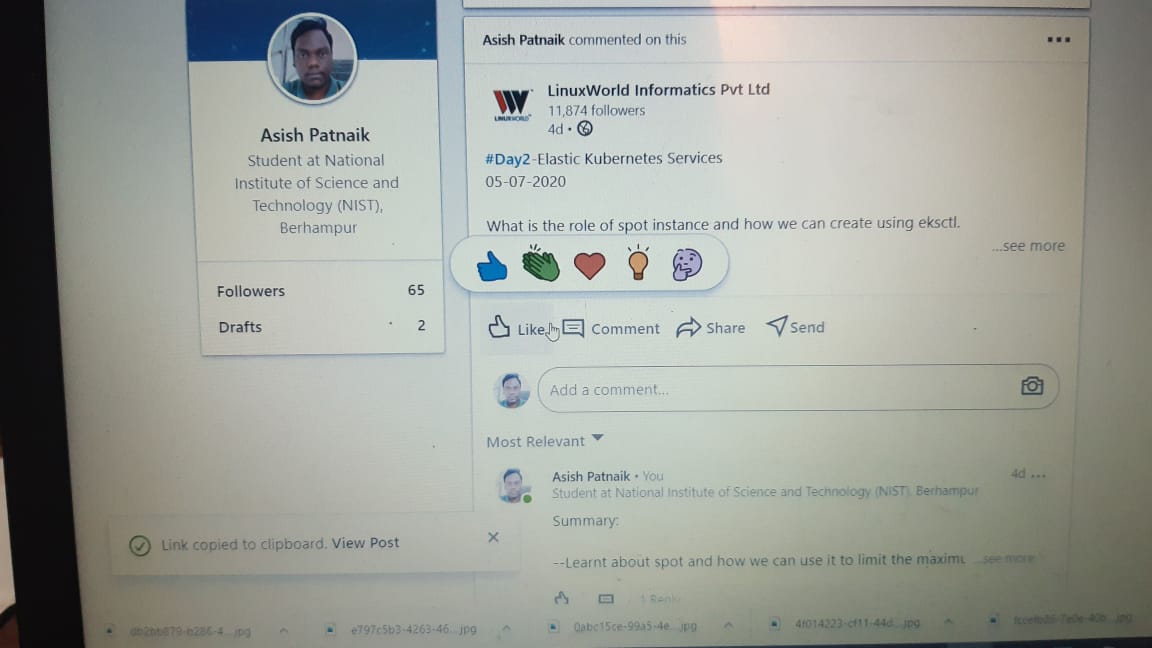 Asish Patnaik
Student at National
Institute of Science and
Technology (NIST),
Berhampur
Followers 65
Drafts 2
Asish Patnaik commented on this
LINUXWORLD
LinuxWorld Informatics Pvt Ltd
11,874 followers
4d •
#Day2-Elastic Kubernetes Services
05-07-2020
What is the role of spot instance and how we can create using eksctl.
...see more
Like Comment Share Send
Add a comment...
Most Relevant
Asish Patnaik • You 4d ...
Student at National Institute of Science and Technology (NIST), Berhampur
Summary:
--Learnt about spot and how we can use it to limit the maximu ...see more
1 Reply
Link copied to clipboard. View Post
db2bb879-b286-4....jpg e797c5b3-4263-46....jpg 0abc15ce-99a5-4e....jpg 4f014223-cf11-44d....jpg